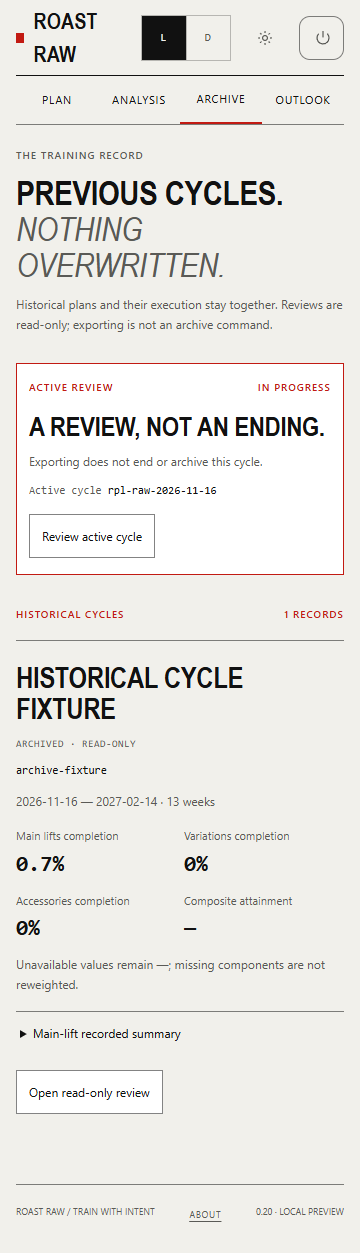 ROAST
RAW
L D
PLAN ANALYSIS ARCHIVE OUTLOOK
THE TRAINING RECORD
PREVIOUS CYCLES.
NOTHING
OVERWRITTEN.
Historical plans and their execution stay together. Reviews are
read-only; exporting is not an archive command.
ACTIVE REVIEW IN PROGRESS
A REVIEW, NOT AN ENDING.
Exporting does not end or archive this cycle.
Active cycle rpl-raw-2026-11-16
Review active cycle
HISTORICAL CYCLES 1 RECORDS
HISTORICAL CYCLE
FIXTURE
ARCHIVED · READ-ONLY
archive-fixture
2026-11-16 — 2027-02-14 · 13 weeks
Main lifts completion Variations completion
0.7% 0%
Accessories completion Composite attainment
0% —
Unavailable values remain —; missing components are not
reweighted.
Main-lift recorded summary
Open read-only review
ROAST RAW / TRAIN WITH INTENT ABOUT 0.20 · LOCAL PREVIEW